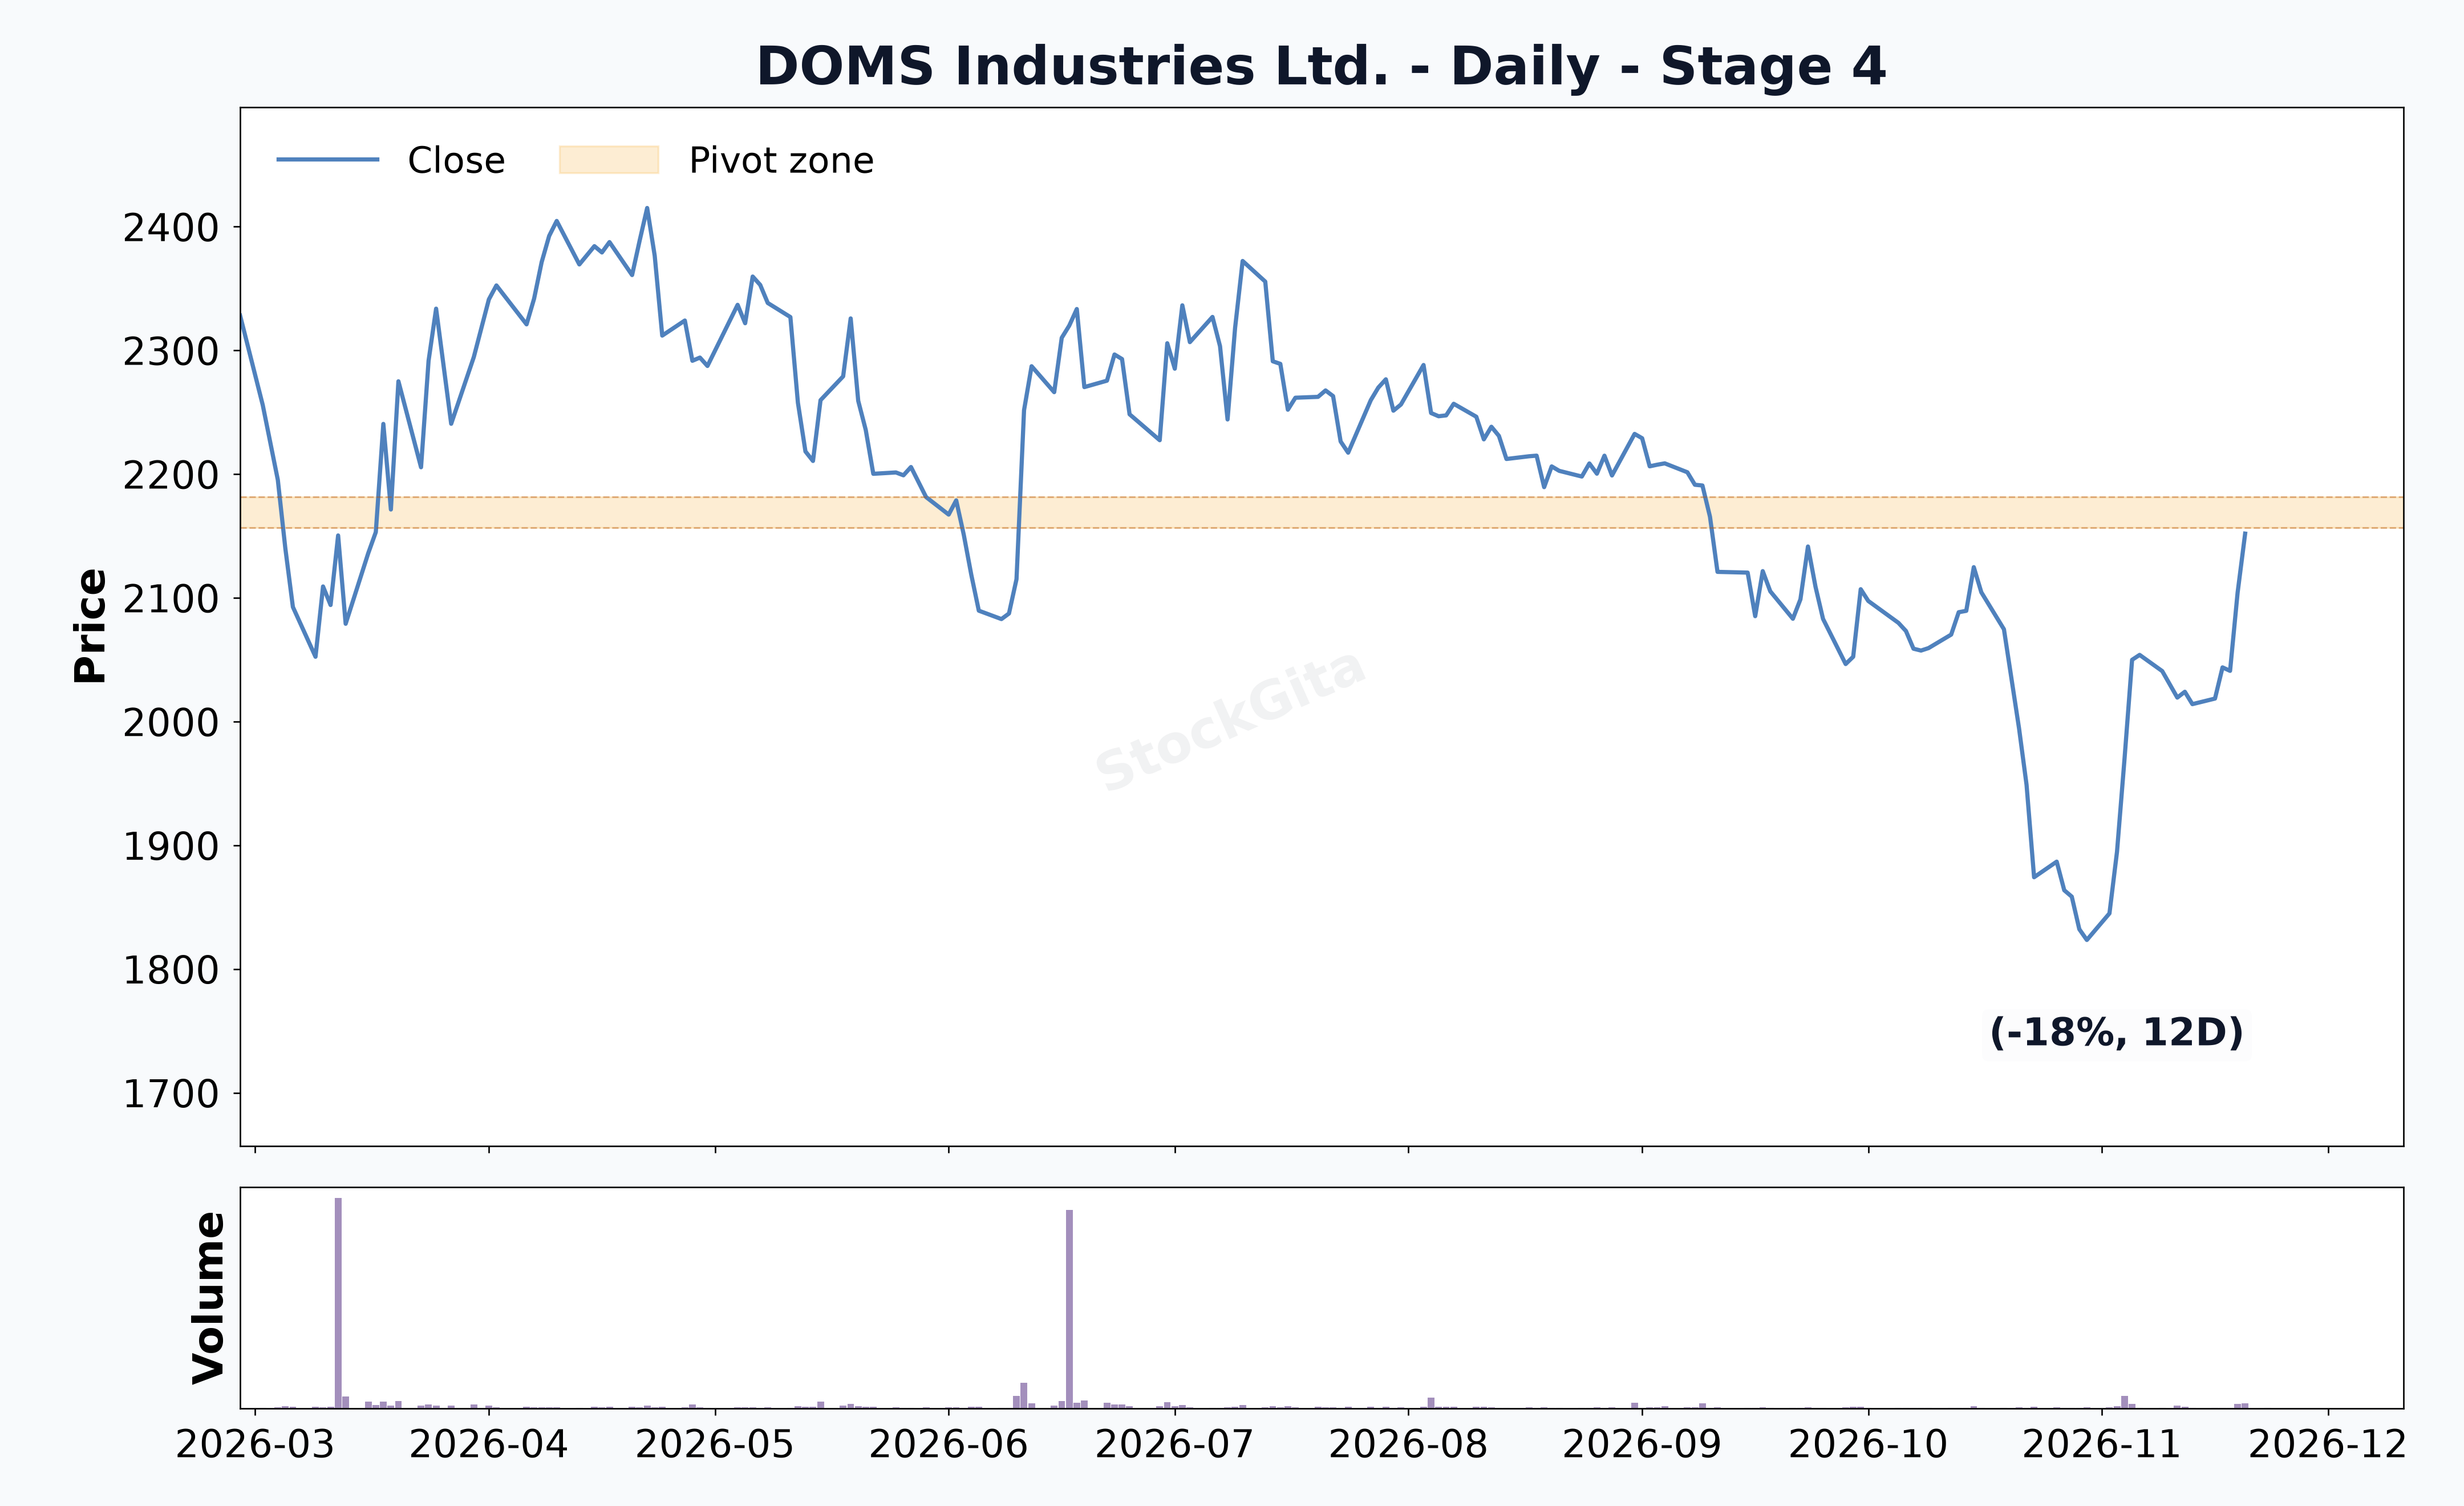 DOMS Industries Ltd. - Daily - Stage 4
Close
Pivot zone
2400
2300
2200
2100
2000
1900
1800
1700
Price
StockGita
(-18%, 12D)
Volume
2026-03 2026-04 2026-05 2026-06 2026-07 2026-08 2026-09 2026-10 2026-11 2026-12